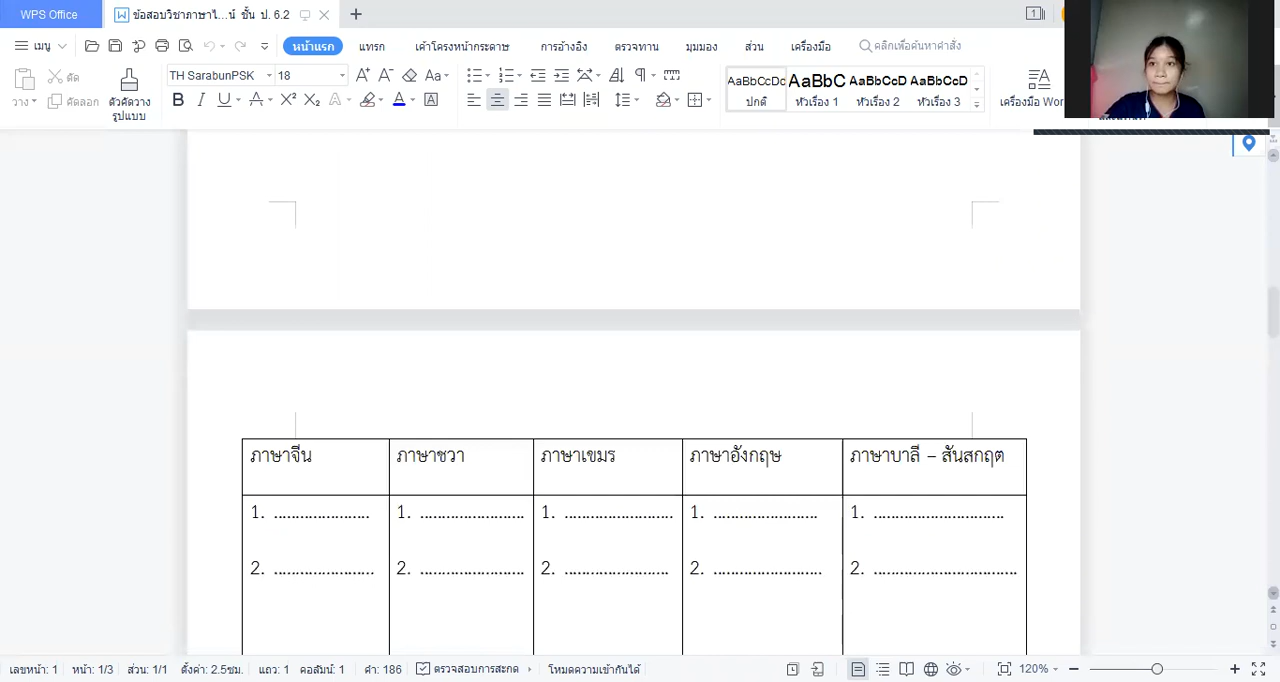 WPS Office
ข้อสอบวิชาภาษาไ...น์ ชั้น ป. 6.2
เมนู
หน้าแรก
แทรก
เค้าโครงหน้ากระดาษ
การอ้างอิง
ตรวจทาน
มุมมอง
ส่วน
เครื่องมือ
คลิกเพื่อค้นหาคำสั่ง
วาง
ตัด
คัดลอก
ตัวคัดวาง
รูปแบบ
TH SarabunPSK
18
AaBbCcDc
AaBbC
AaBbCcD
AaBbCcD
ปกติ
หัวเรื่อง 1
หัวเรื่อง 2
หัวเรื่อง 3
เครื่องมือ Wor
ภาษาจีน
ภาษาชวา
ภาษาเขมร
ภาษาอังกฤษ
ภาษาบาลี – สันสกฤต
1. ......................
1. ........................
1. .........................
1. ........................
1. ..............................
2. .......................
2. ........................
2. ........................
2. .........................
2. .................................
เลขหน้า: 1
หน้า: 1/3
ส่วน: 1/1
ตั้งค่า: 2.5ซม.
แถว: 1
คอลัมน์: 1
คำ: 186
ตรวจสอบการสะกด
โหมดความเข้ากันได้
120%